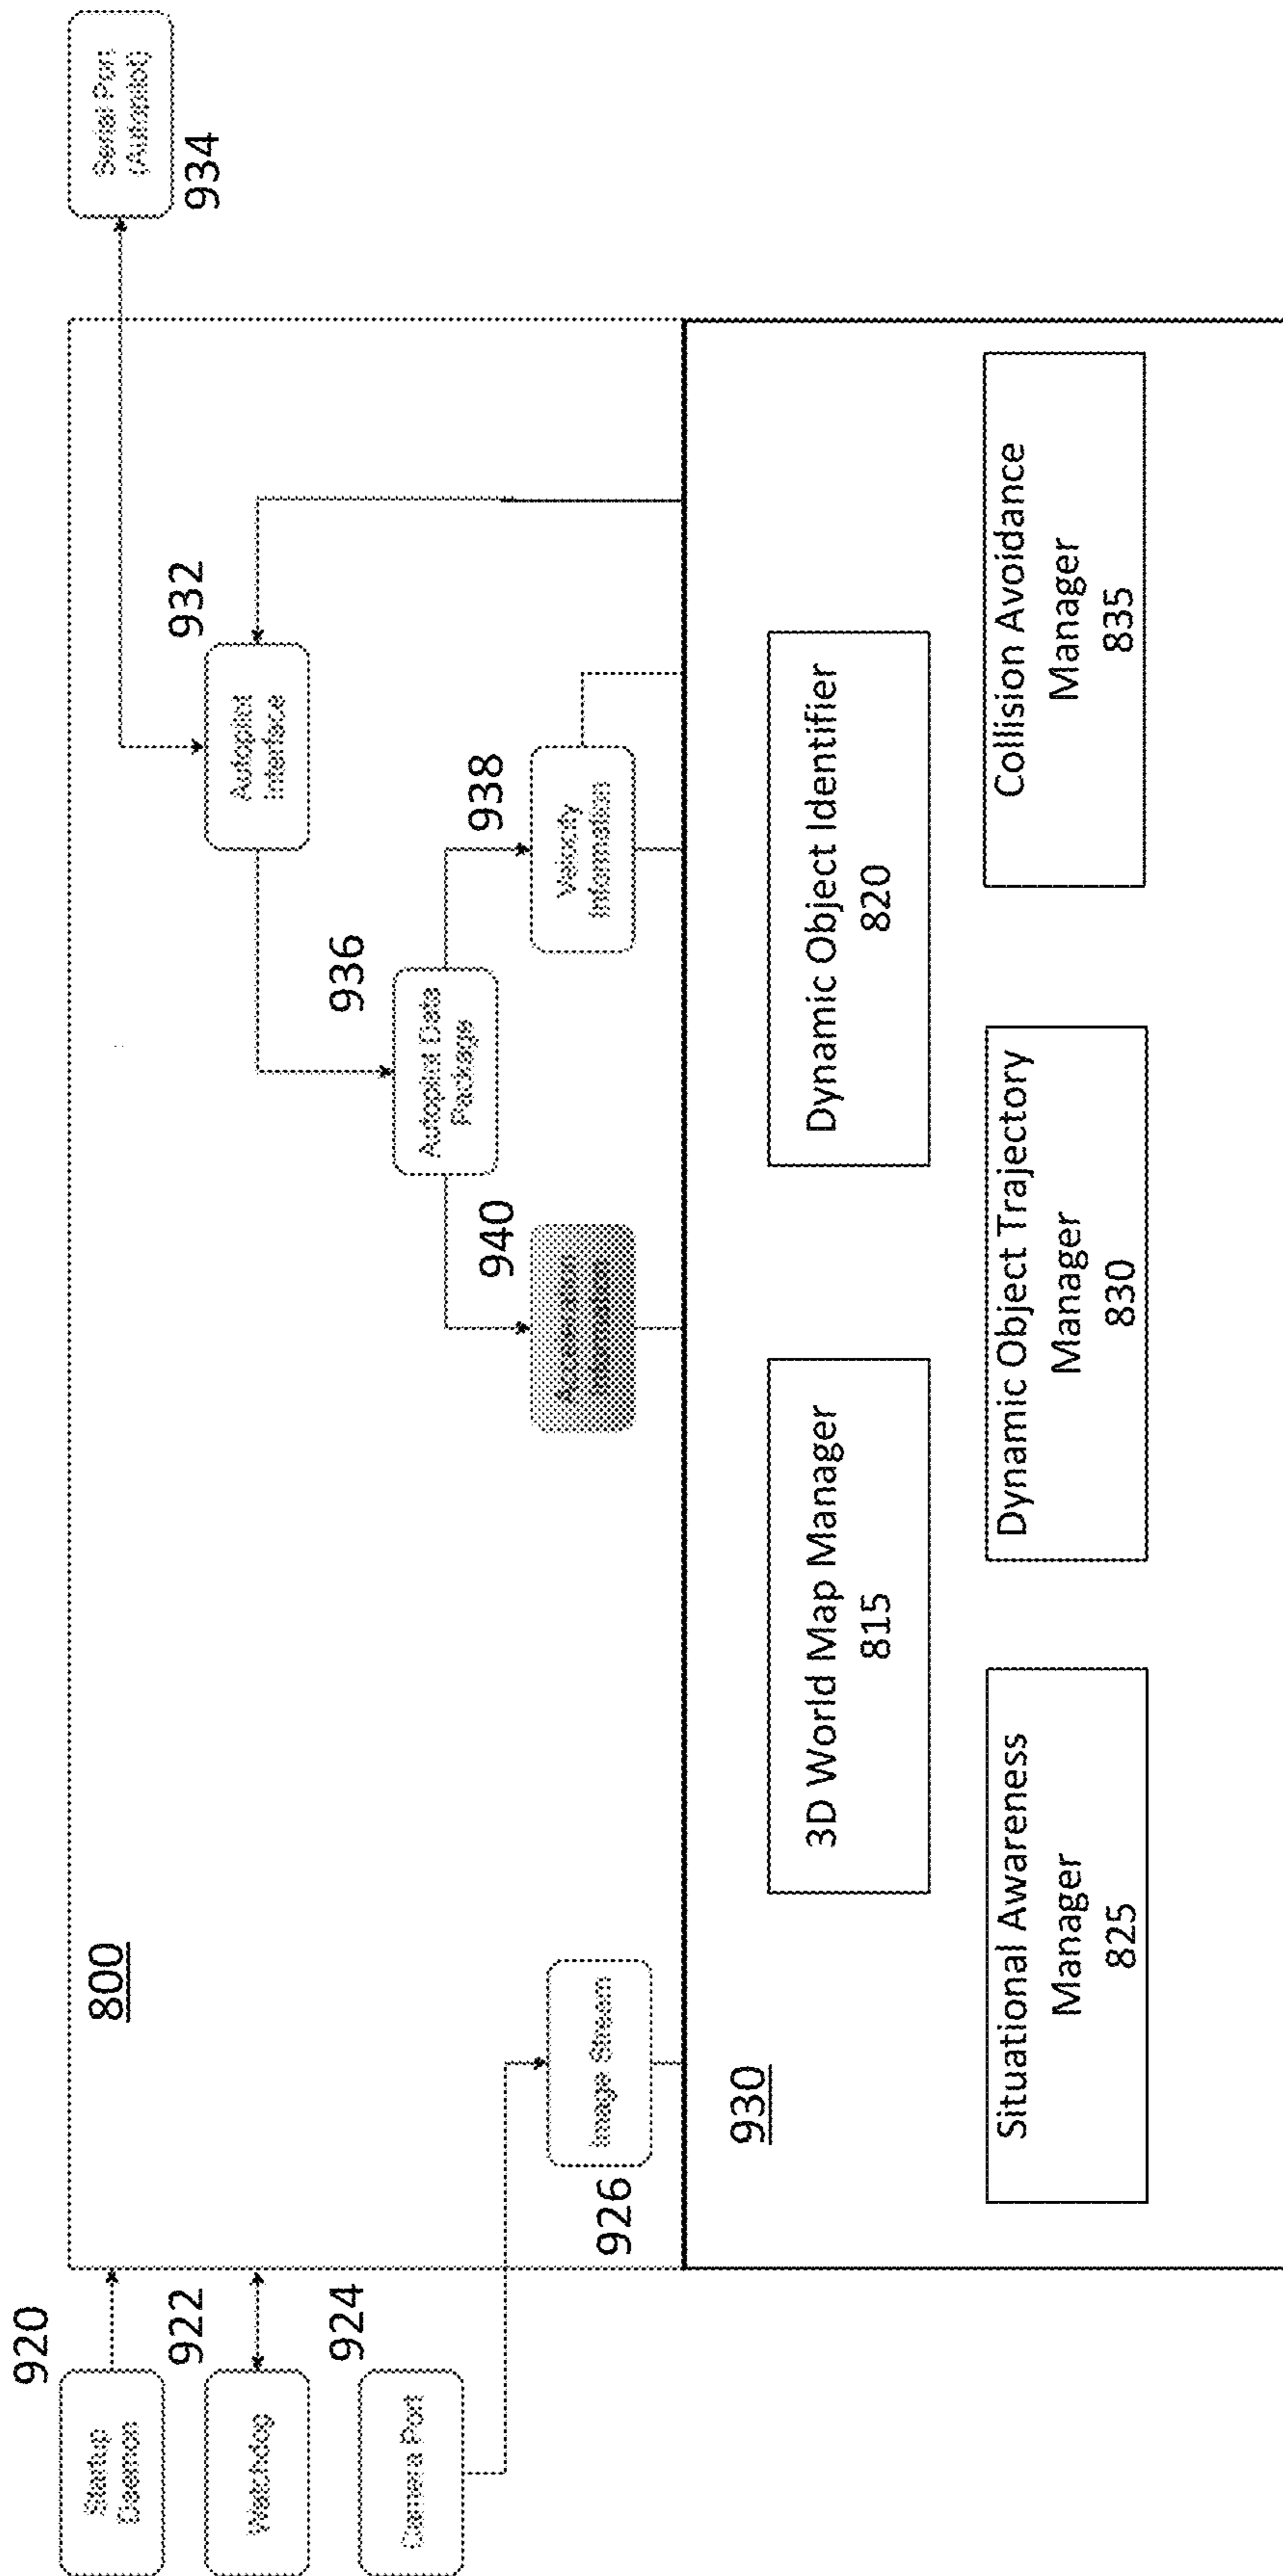 920
Startup
Daemon
922
Watchdog
924
Camera Port
800
926
Image Stream
940
936
Autopilot Data
Package
938
Velocity
Information
932
Autopilot
Interface
Serial Port
(Autopilot)
934
930
3D World Map Manager
815
Dynamic Object Identifier
820
Situational Awareness
Manager
825
Dynamic Object Trajectory
Manager
830
Collision Avoidance
Manager
835